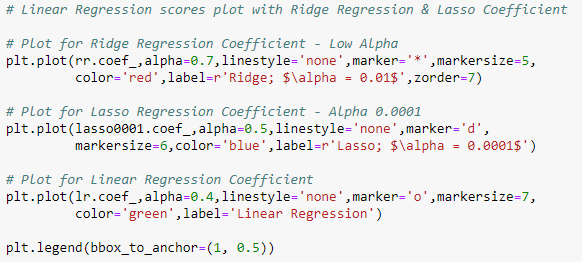 # Linear Regression scores plot with Ridge Regression & Lasso Coefficient
# Plot for Ridge Regression Coefficient - Low Alpha
plt.plot(rr.coef_,alpha=0.7,linestyle='none',marker='*',markersize=5,
color='red',label=r'Ridge; $\alpha = 0.01$',zorder=7)
# Plot for Lasso Regression Coefficient - Alpha 0.0001
plt.plot(lasso0001.coef_,alpha=0.5,linestyle='none',marker='d',
markersize=6,color='blue',label=r'Lasso; $\alpha = 0.0001$')
# Plot for Linear Regression Coefficient
plt.plot(lr.coef_,alpha=0.4,linestyle='none',marker='o',markersize=7,
color='green',label='Linear Regression')
plt.legend(bbox_to_anchor=(1, 0.5))